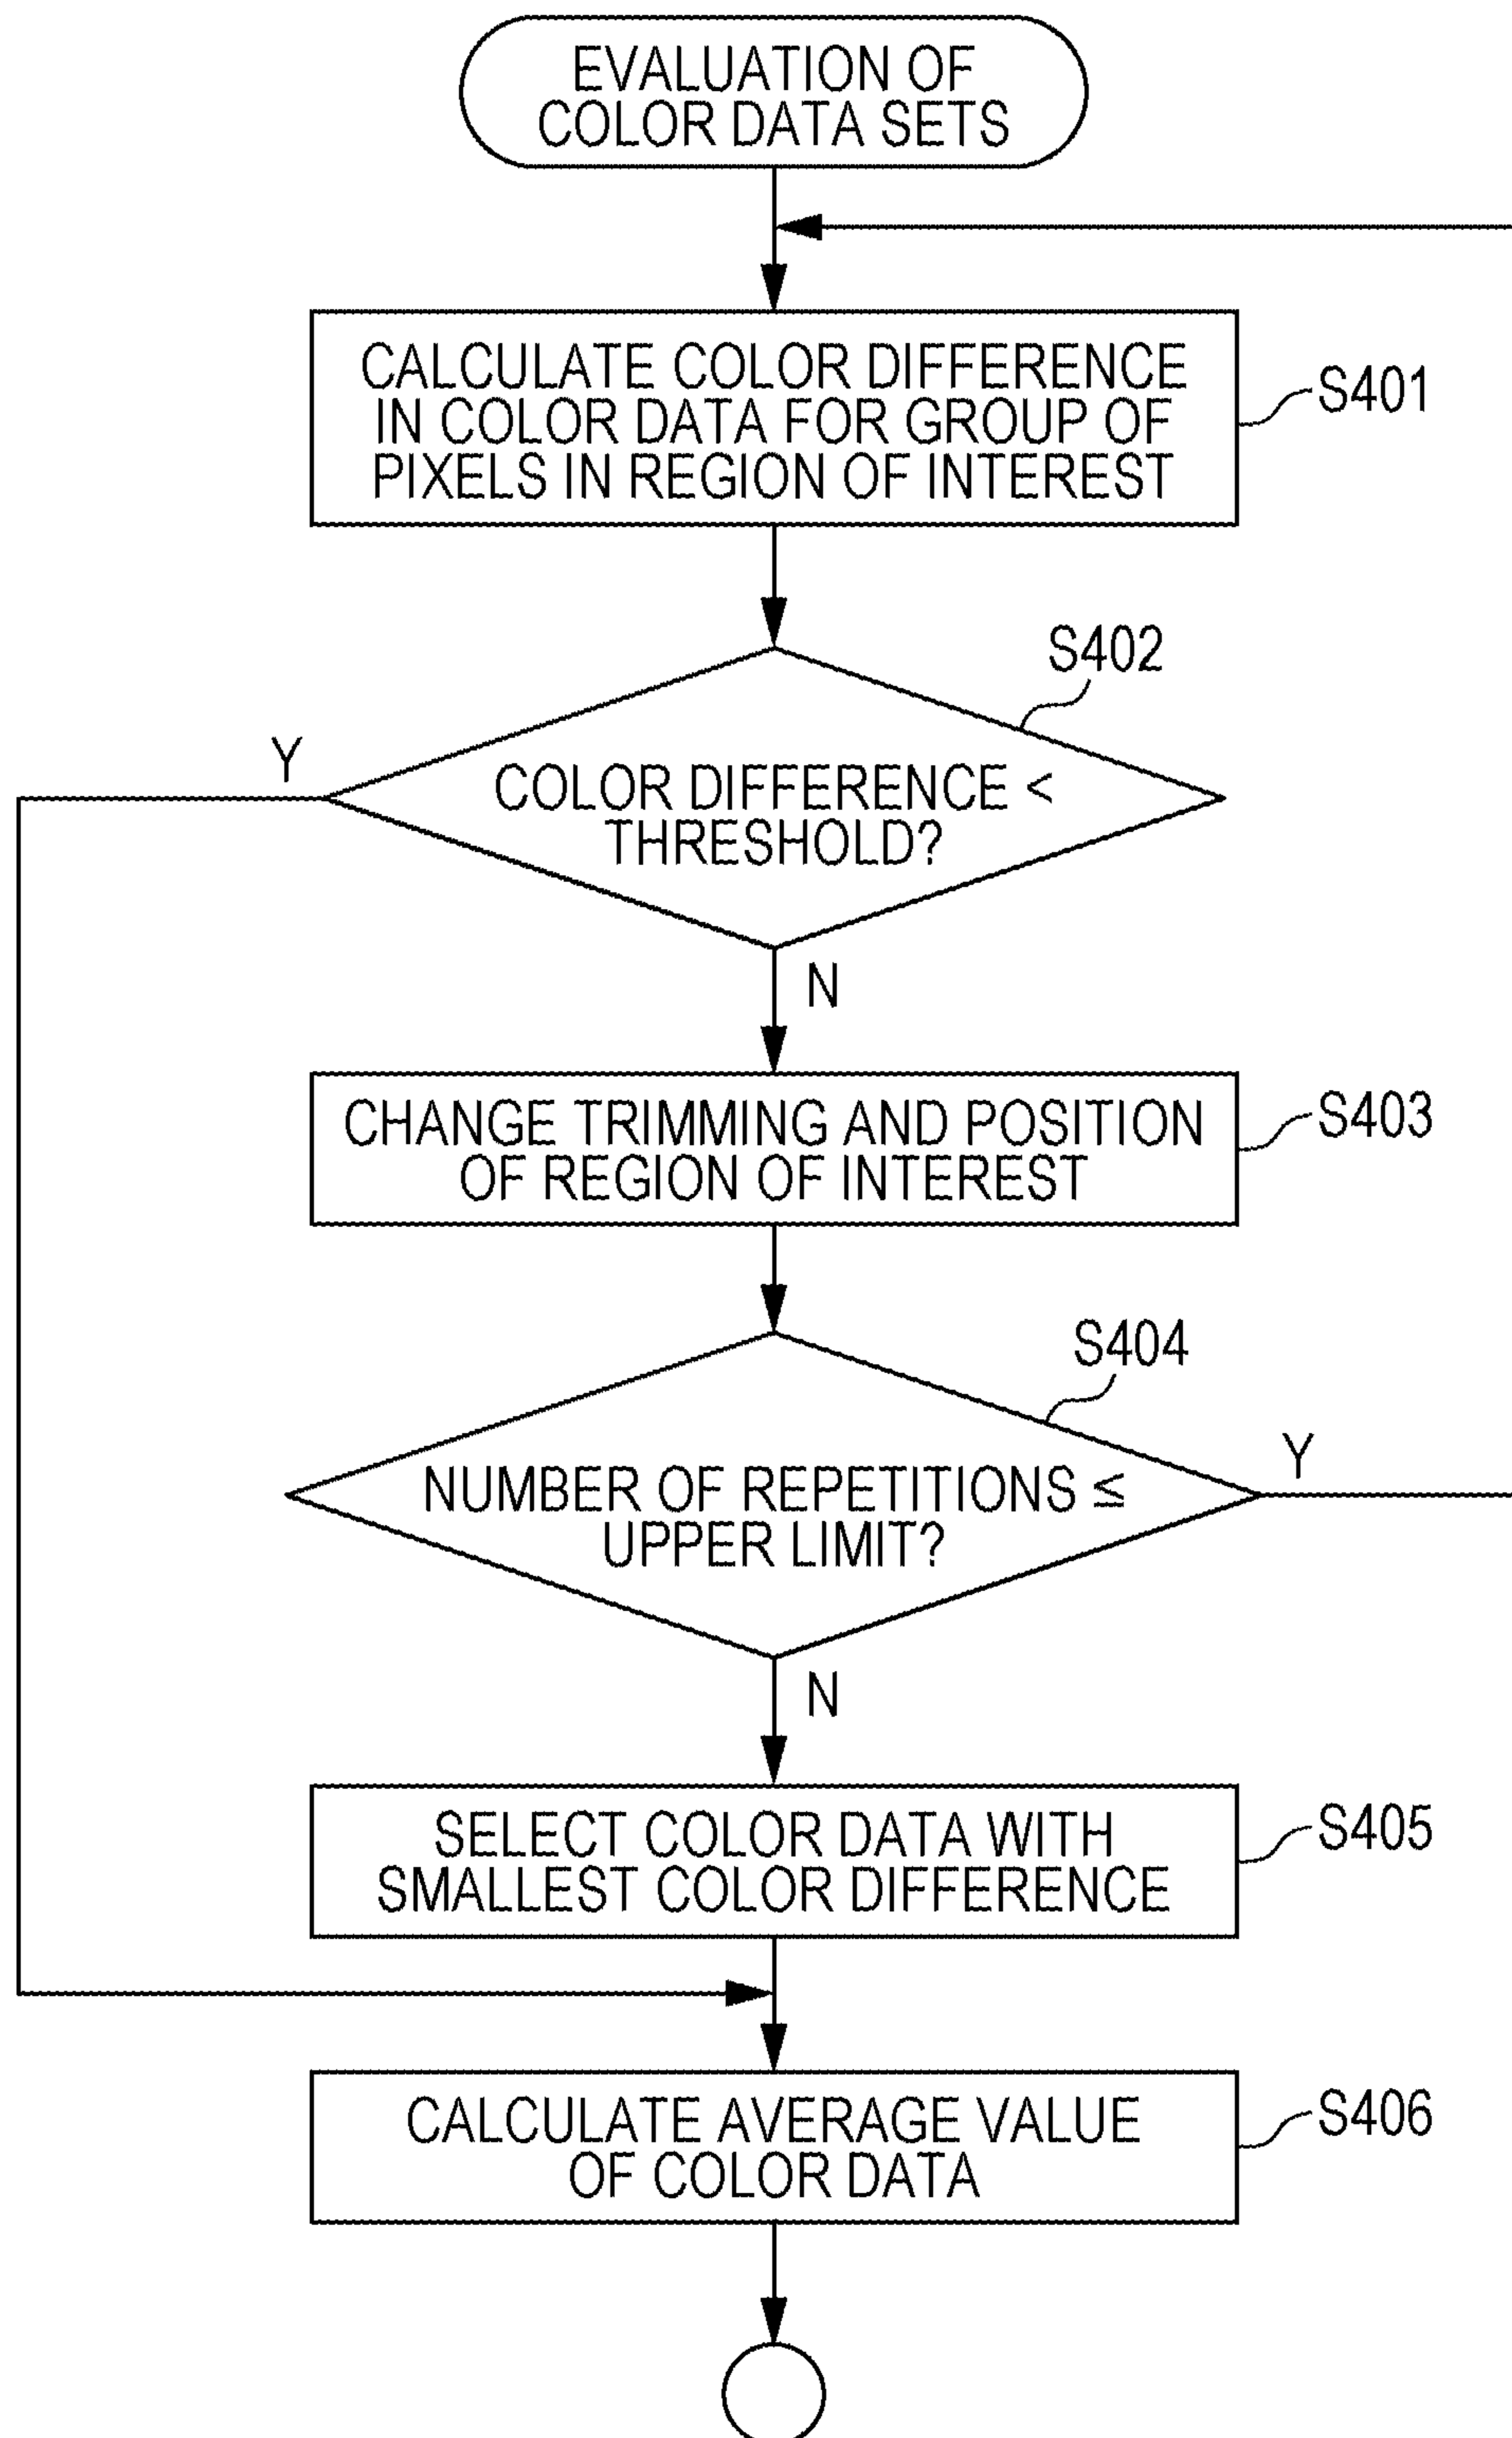 EVALUATION OF
COLOR DATA SETS
CALCULATE COLOR DIFFERENCE
IN COLOR DATA FOR GROUP OF
PIXELS IN REGION OF INTEREST
S401
S402
Y
COLOR DIFFERENCE <
THRESHOLD?
N
CHANGE TRIMMING AND POSITION
OF REGION OF INTEREST
S403
S404
Y
NUMBER OF REPETITIONS ≤
UPPER LIMIT?
N
SELECT COLOR DATA WITH
SMALLEST COLOR DIFFERENCE
S405
CALCULATE AVERAGE VALUE
OF COLOR DATA
S406